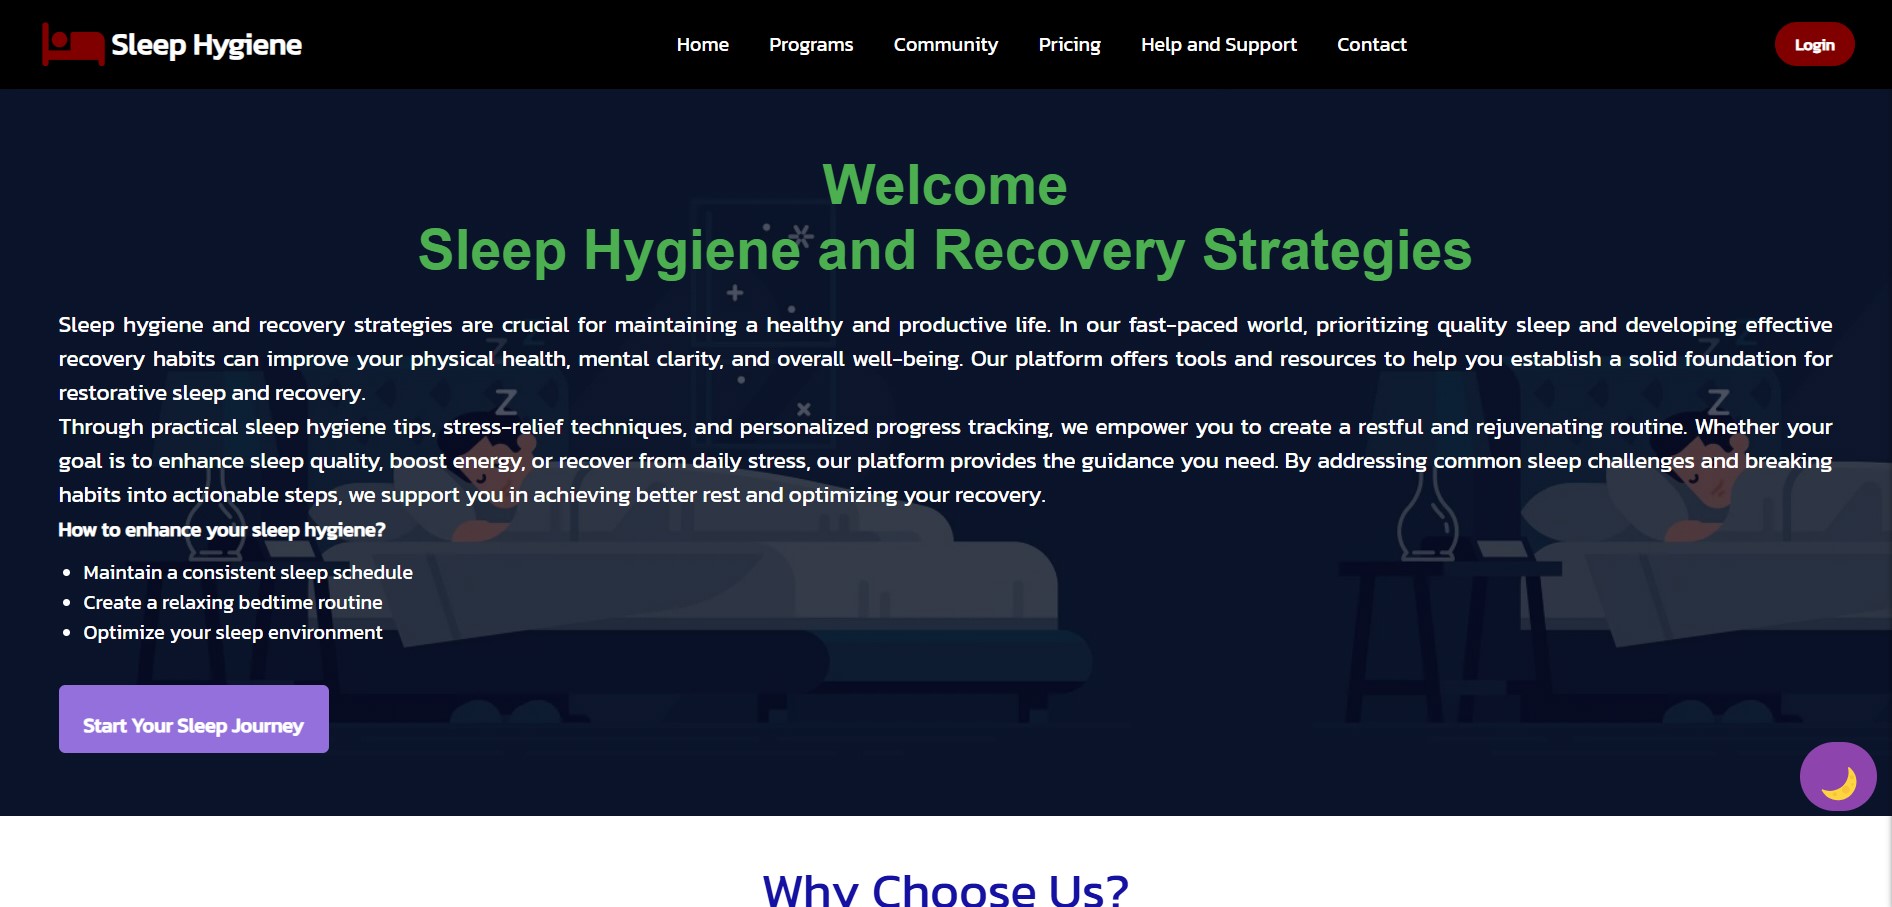 Sleep Hygiene
Home Programs Community Pricing Help and Support Contact
Login
Welcome
Sleep Hygiene and Recovery Strategies
Sleep hygiene and recovery strategies are crucial for maintaining a healthy and productive life. In our fast-paced world, prioritizing quality sleep and developing effective
recovery habits can improve your physical health, mental clarity, and overall well-being. Our platform offers tools and resources to help you establish a solid foundation for
restorative sleep and recovery.
Through practical sleep hygiene tips, stress-relief techniques, and personalized progress tracking, we empower you to create a restful and rejuvenating routine. Whether your
goal is to enhance sleep quality, boost energy, or recover from daily stress, our platform provides the guidance you need. By addressing common sleep challenges and breaking
habits into actionable steps, we support you in achieving better rest and optimizing your recovery.
How to enhance your sleep hygiene?
• Maintain a consistent sleep schedule
• Create a relaxing bedtime routine
• Optimize your sleep environment
Start Your Sleep Journey
Z Z Z
Z Z Z
Why Choose Us?